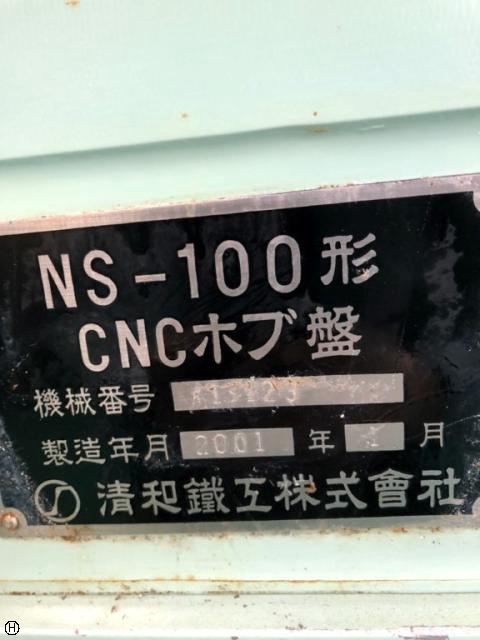 NS-100形
CNCホブ盤
機械番号
製造年月 2001 年 月
清和鐵工株式會社
H